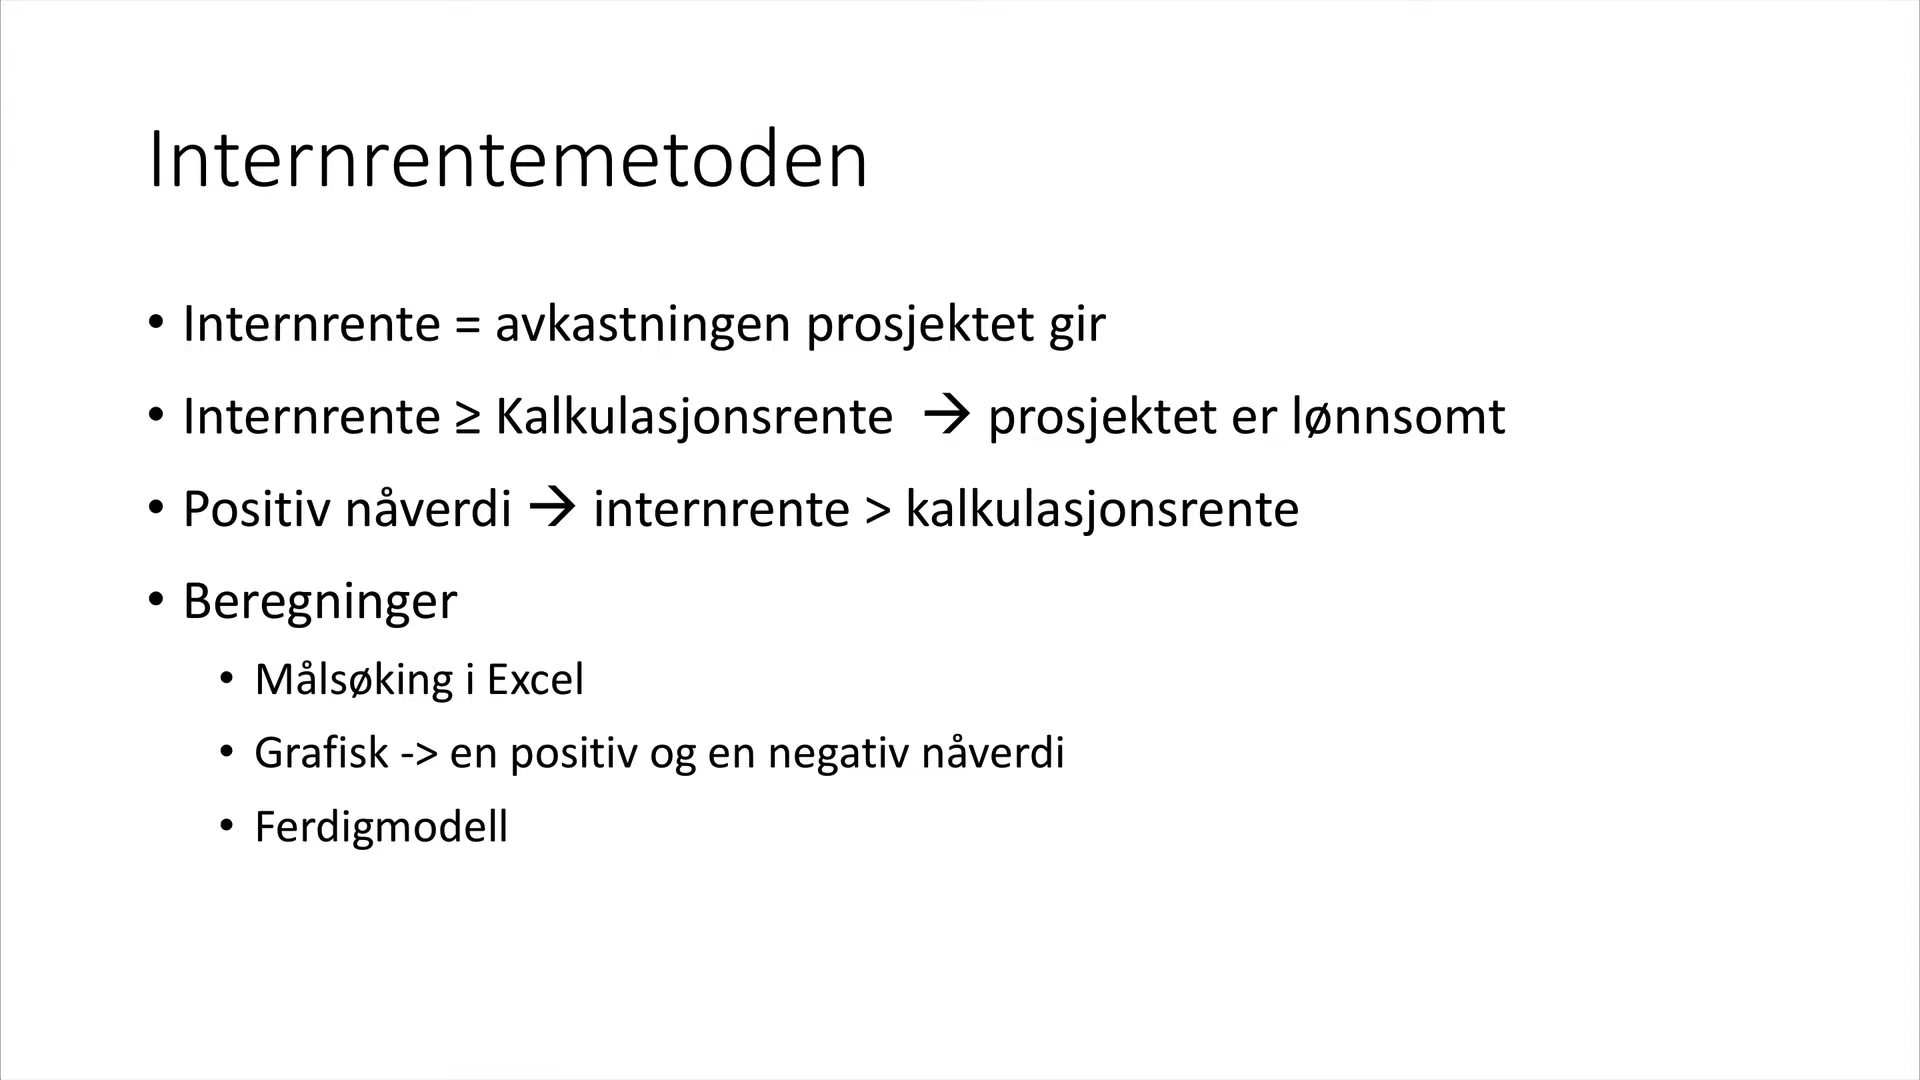 Internrentemetoden
• Internrente = avkastningen prosjektet gir
• Internrente ≥ Kalkulasjonsrente → prosjektet er lønnsomt
• Positiv nåverdi → internrente > kalkulasjonsrente
• Beregninger
• Målsøking i Excel
• Grafisk -> en positiv og en negativ nåverdi
• Ferdigmodell